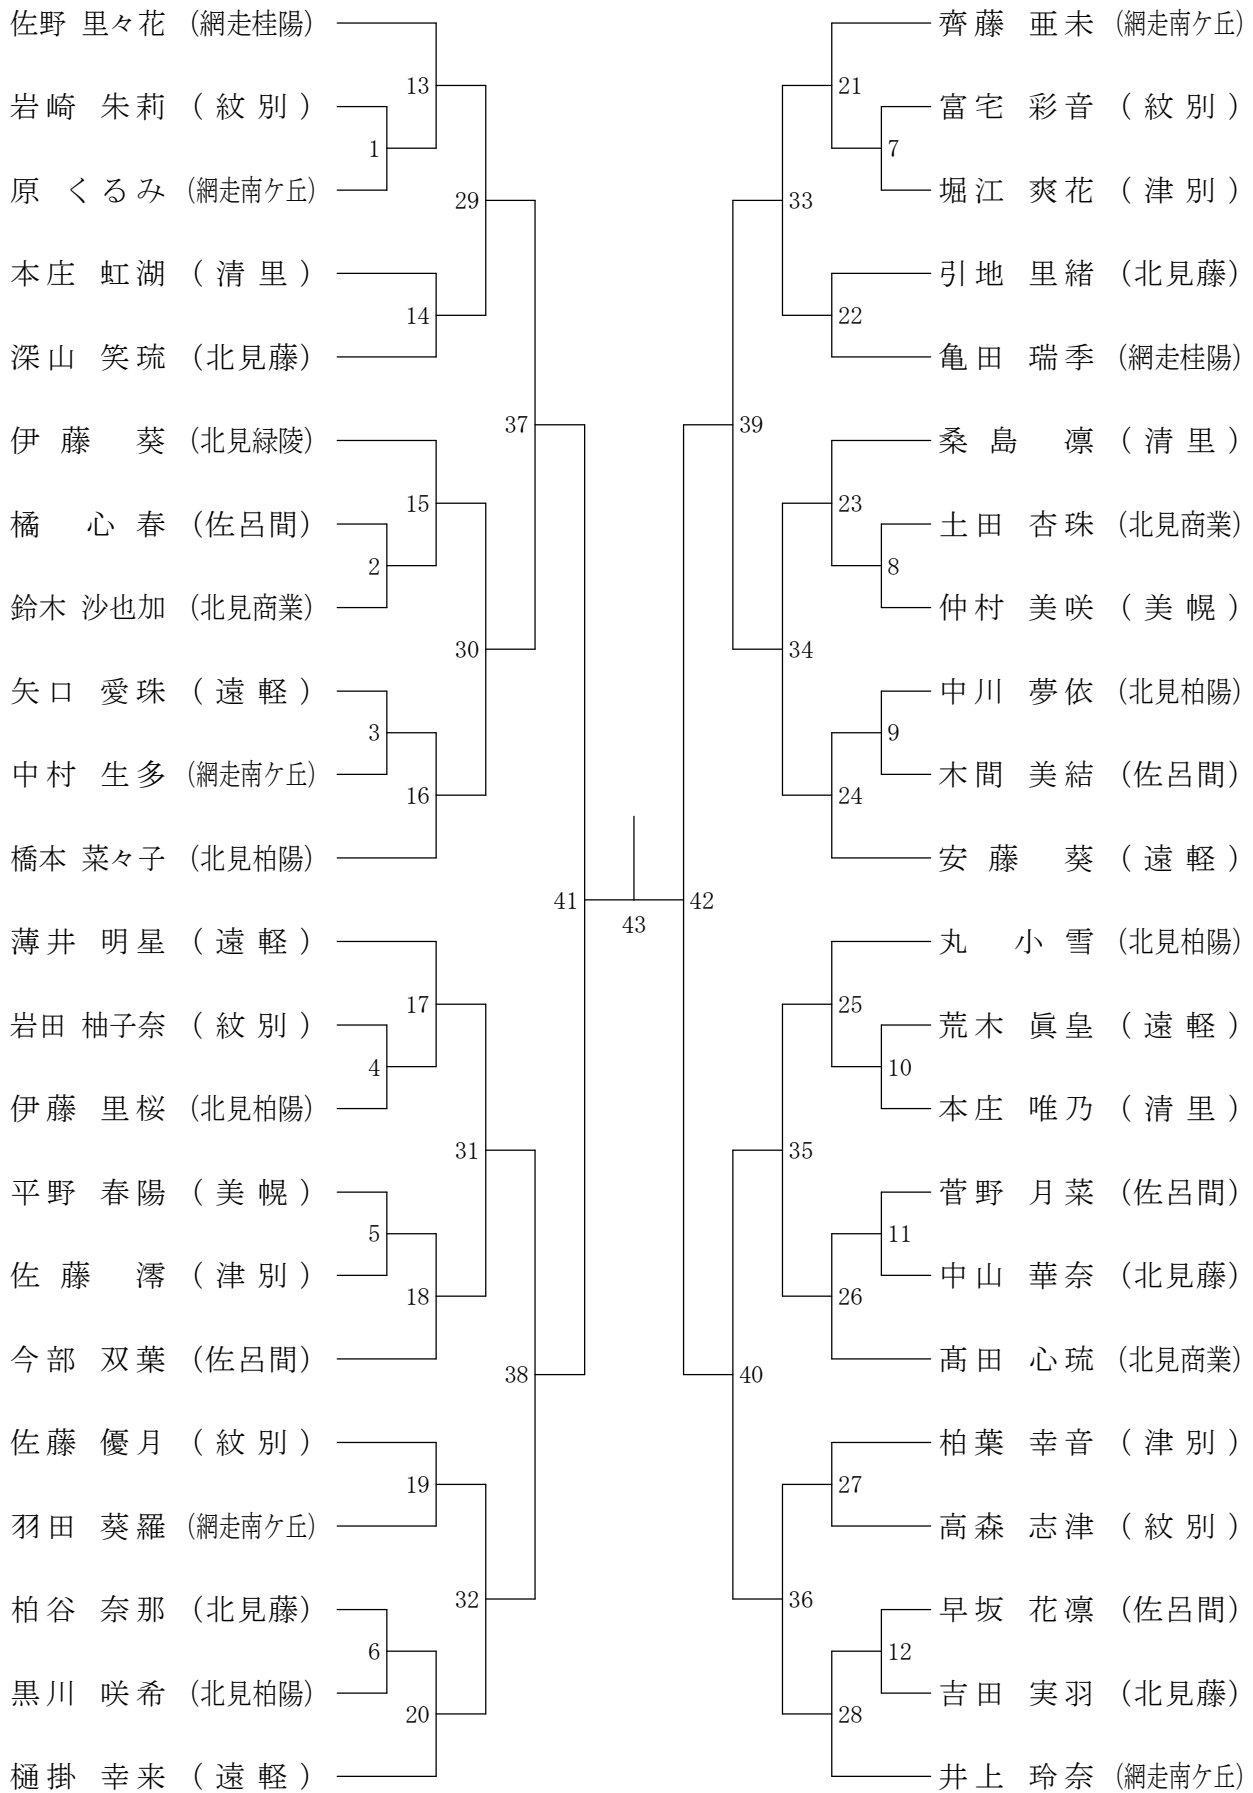 佐野 里々花 (網走桂陽)
13
岩崎 朱莉 (紋別)
1
原 くるみ (網走南ケ丘)
29
本庄 虹湖 (清里)
14
深山 笑琉 (北見藤)
37
伊藤 葵 (北見緑陵)
15
橘 心春 (佐呂間)
2
鈴木 沙也加 (北見商業)
30
矢口 愛珠 (遠軽)
3
中村 生多 (網走南ケ丘)
16
橋本 菜々子 (北見柏陽)
41
薄井 明星 (遠軽)
17
岩田 柚子奈 (紋別)
4
伊藤 里桜 (北見柏陽)
31
平野 春陽 (美幌)
5
佐藤 澪 (津別)
18
今部 双葉 (佐呂間)
38
佐藤 優月 (紋別)
19
羽田 葵羅 (網走南ケ丘)
32
柏谷 奈那 (北見藤)
6
黒川 咲希 (北見柏陽)
20
樋掛 幸来 (遠軽)
43
齊藤 亜未 (網走南ケ丘)
21
富宅 彩音 (紋別)
7
堀江 爽花 (津別)
33
引地 里緒 (北見藤)
22
亀田 瑞季 (網走桂陽)
39
桑島 凛 (清里)
23
土田 杏珠 (北見商業)
8
仲村 美咲 (美幌)
34
中川 夢依 (北見柏陽)
9
木間 美結 (佐呂間)
24
安藤 葵 (遠軽)
42
丸 小雪 (北見柏陽)
25
荒木 眞皇 (遠軽)
10
本庄 唯乃 (清里)
35
菅野 月菜 (佐呂間)
11
中山 華奈 (北見藤)
26
髙田 心琉 (北見商業)
40
柏葉 幸音 (津別)
27
高森 志津 (紋別)
36
早坂 花凛 (佐呂間)
12
吉田 実羽 (北見藤)
28
井上 玲奈 (網走南ケ丘)